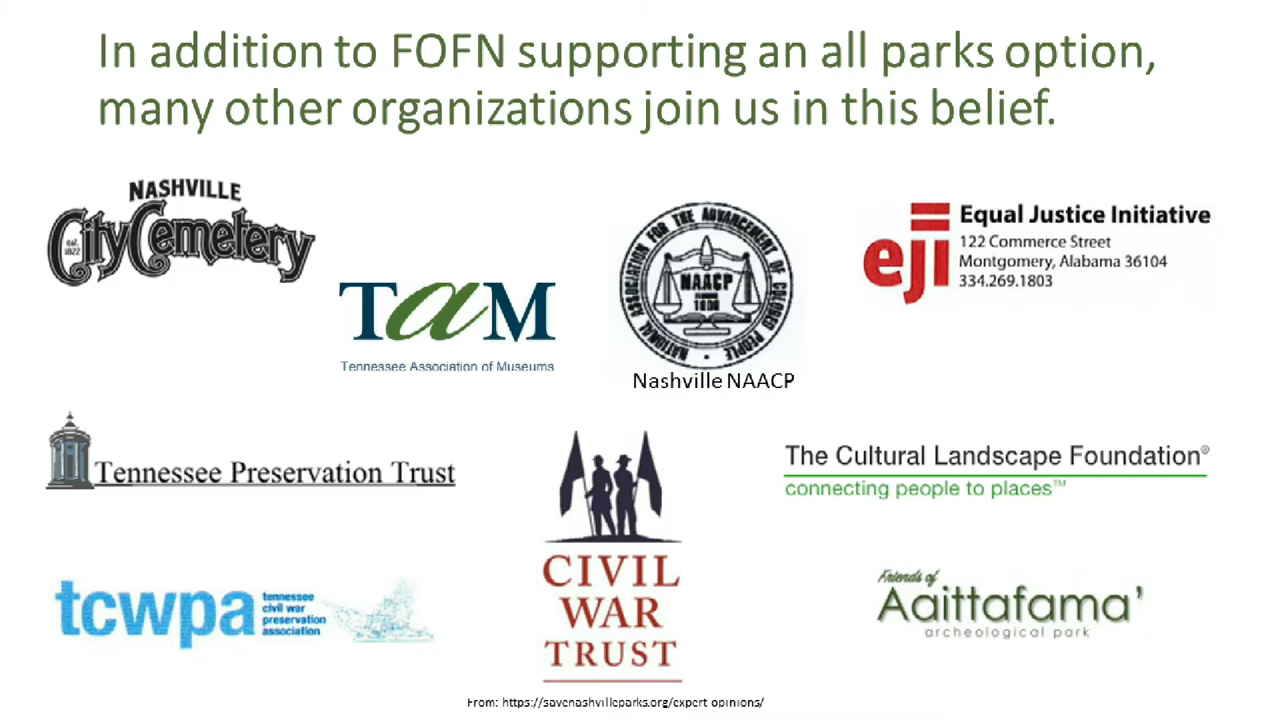 In addition to FOFN supporting an all parks option,
many other organizations join us in this belief.
NASHVILLE
City Cemetery
est. 1822
TaM
Tennessee Association of Museums
NATIONAL ASSOCIATION FOR THE ADVANCEMENT OF COLORED PEOPLE
NAACP
FOUNDED
1909
Nashville NAACP
eji
Equal Justice Initiative
122 Commerce Street
Montgomery, Alabama 36104
334.269.1803
Tennessee Preservation Trust
CIVIL
WAR
TRUST
The Cultural Landscape Foundation®
connecting people to places™
tcwpa
tennessee
civil war
preservation
association
Friends of
Aaittafama'
archeological park
From: https://savenashvilleparks.org/expert-opinions/